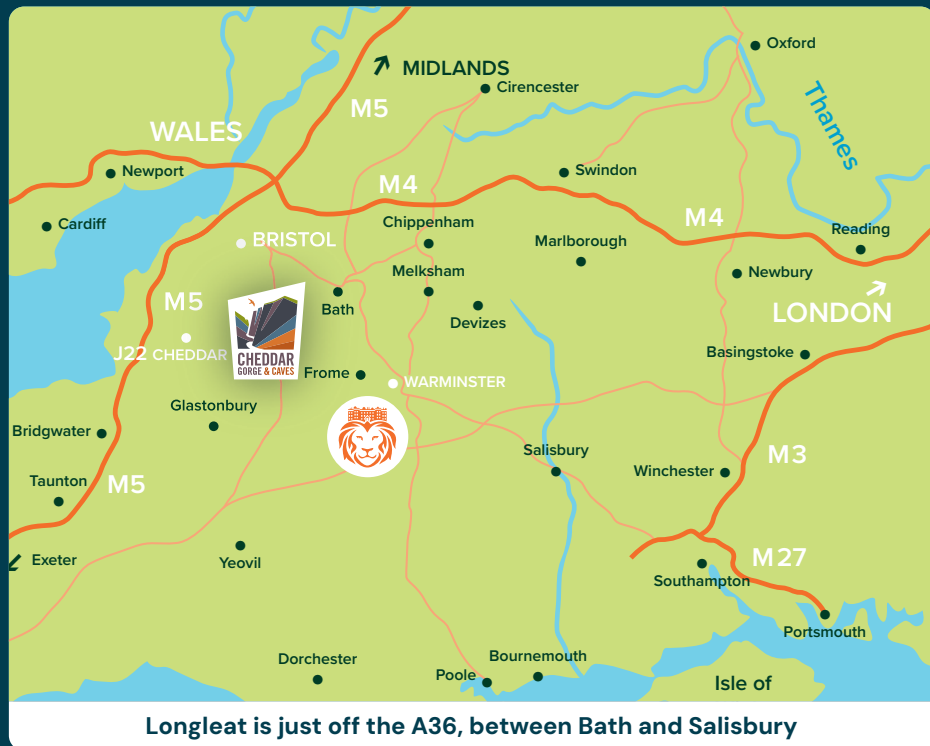 Oxford
MIDLANDS
Cirencester
M5
Thames
WALES
Newport
Swindon
M4
Cardiff
Chippenham
M4
Reading
BRISTOL
Marlborough
Melksham
Newbury
M5
Bath
Devizes
LONDON
J22 CHEDDAR
CHEDDAR
GORGE & CAVES
Basingstoke
Frome
WARMINSTER
Glastonbury
Bridgwater
Salisbury
M3
Winchester
Taunton
M5
Exeter
Yeovil
M27
Southampton
Portsmouth
Dorchester
Bournemouth
Poole
Isle of
Longleat is just off the A36, between Bath and Salisbury